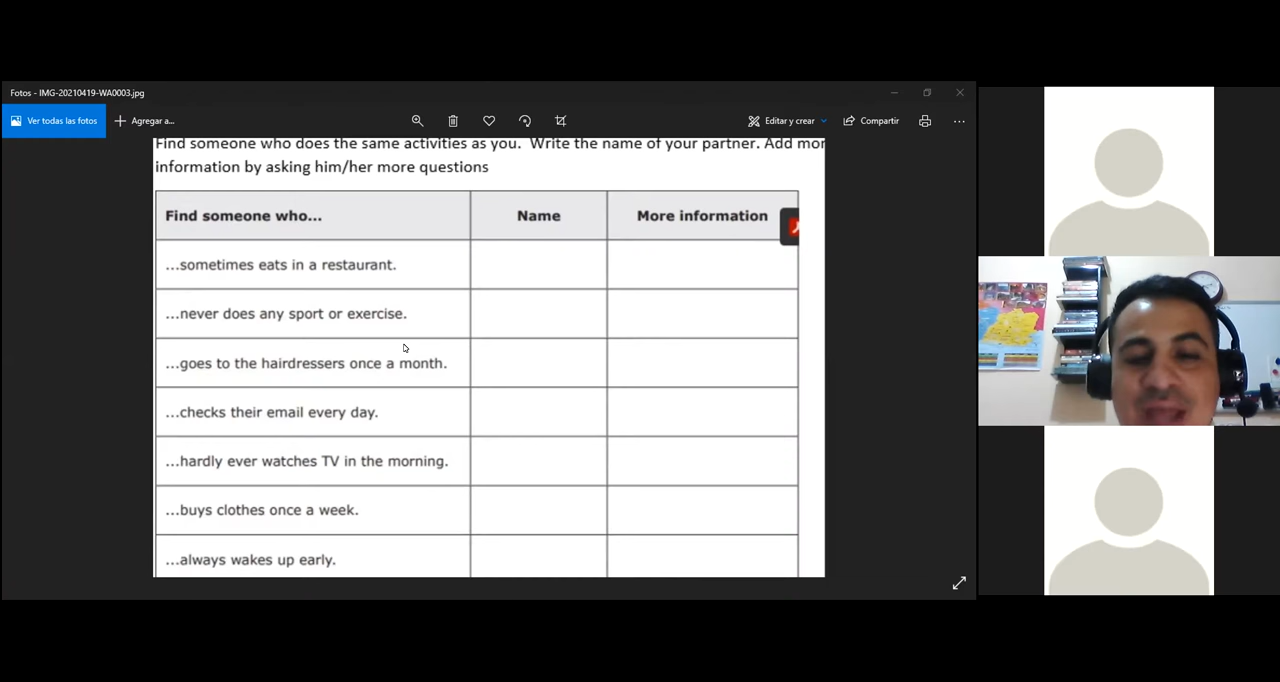 Fotos - IMG-20210419-WA0003.jpg
Ver todas las fotos
Agregar a...
Editar y crear
Compartir
Find someone who does the same activities as you. Write the name of your partner. Add mor
information by asking him/her more questions
Find someone who... Name More information
...sometimes eats in a restaurant.
...never does any sport or exercise.
...goes to the hairdressers once a month.
...checks their email every day.
...hardly ever watches TV in the morning.
...buys clothes once a week.
...always wakes up early.